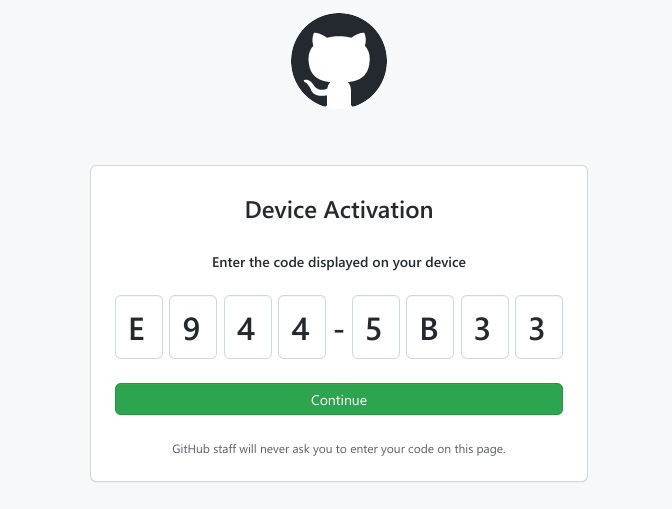 Device Activation
Enter the code displayed on your device
E 9 4 4 - 5 B 3 3
Continue
GitHub staff will never ask you to enter your code on this page.